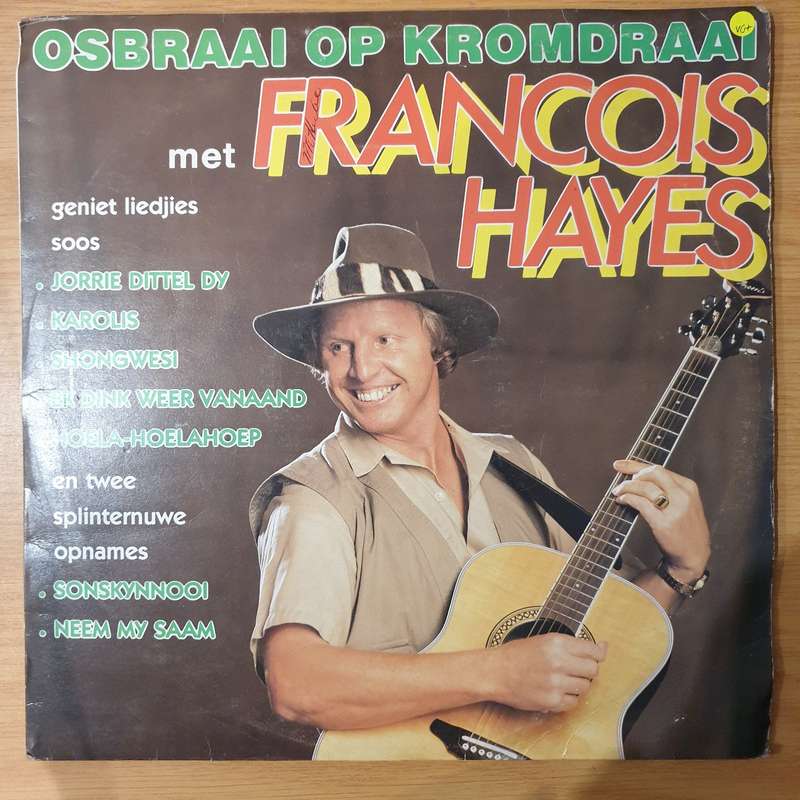 OSBRAAI OP KROMDRAAI
VG+
met FRANCOIS
HAYES
geniet liedjies
soos
. JORRIE DITTEL DY
. KAROLIS
. SHONGWESI
. EK DINK WEER VANAAND
. HOELA-HOELAHOEP
en twee
splinternuwe
opnames
. SONSKYNNOOI
. NEEM MY SAAM